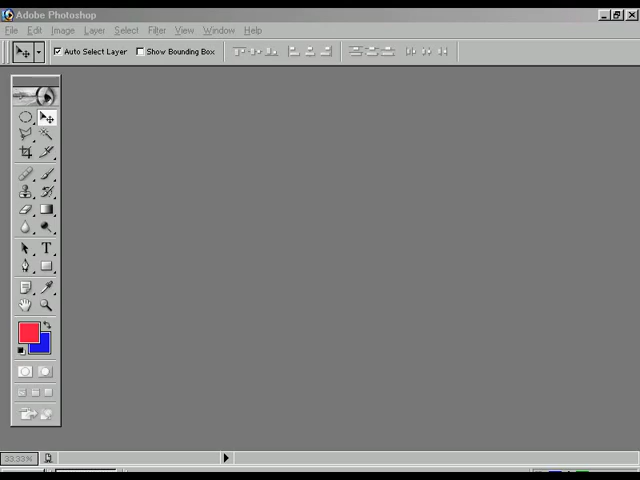 Adobe Photoshop
File Edit Image Layer Select Filter View Window Help
Auto Select Layer Show Bounding Box
T
33.33%